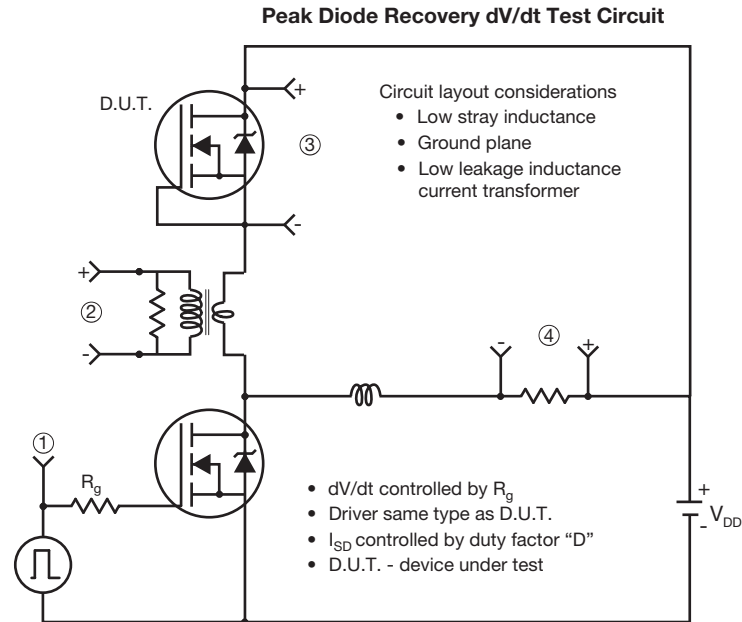 Peak Diode Recovery dV/dt Test Circuit
D.U.T.
+
-
③
Circuit layout considerations
• Low stray inductance
• Ground plane
• Low leakage inductance
current transformer
+
②
-
-
④
+
①
Rg
• dV/dt controlled by Rg
• Driver same type as D.U.T.
• ISD controlled by duty factor “D”
• D.U.T. - device under test
+
-
VDD